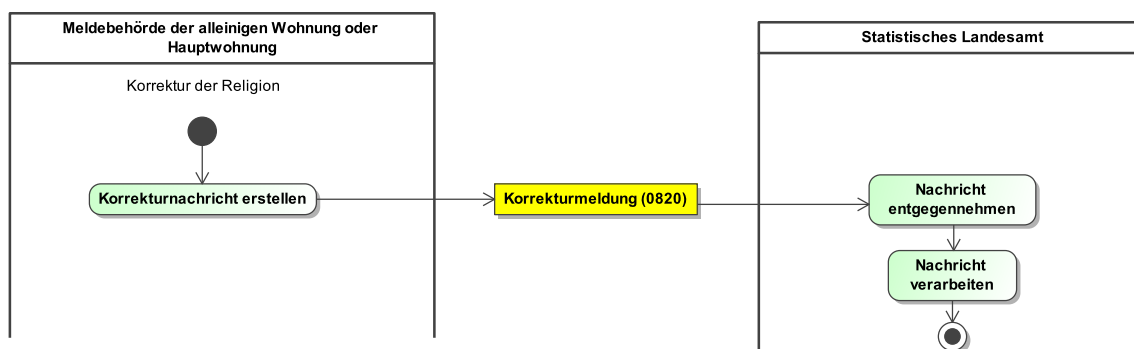 Meldebehörde der alleinigen Wohnung oder
Hauptwohnung
Korrektur der Religion
Korrekturnachricht erstellen
Korrekturmeldung (0820)
Statistisches Landesamt
Nachricht
entgegennehmen
Nachricht
verarbeiten